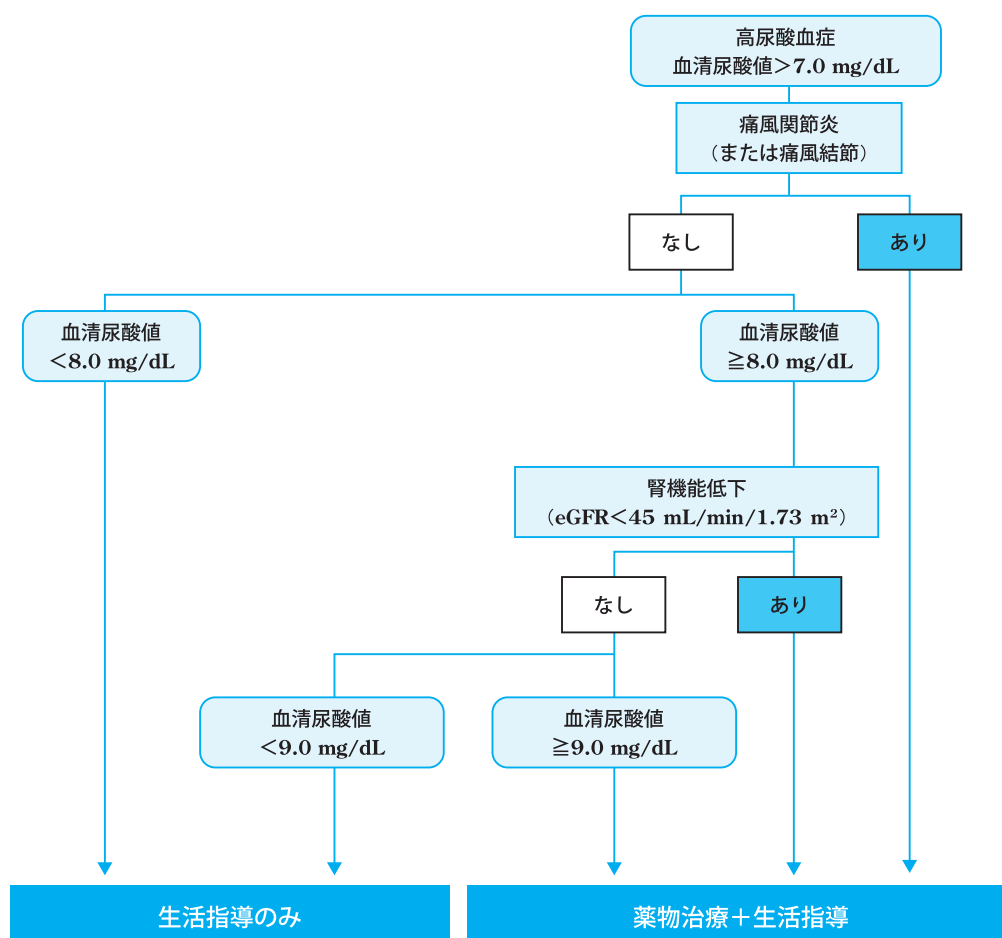 高尿酸血症
血清尿酸値＞7.0 mg/dL
痛風関節炎
（または痛風結節）
なし
あり
血清尿酸値
＜8.0 mg/dL
血清尿酸値
≧8.0 mg/dL
腎機能低下
（eGFR＜45 mL/min/1.73 m²）
なし
あり
血清尿酸値
＜9.0 mg/dL
血清尿酸値
≧9.0 mg/dL
生活指導のみ
薬物治療＋生活指導